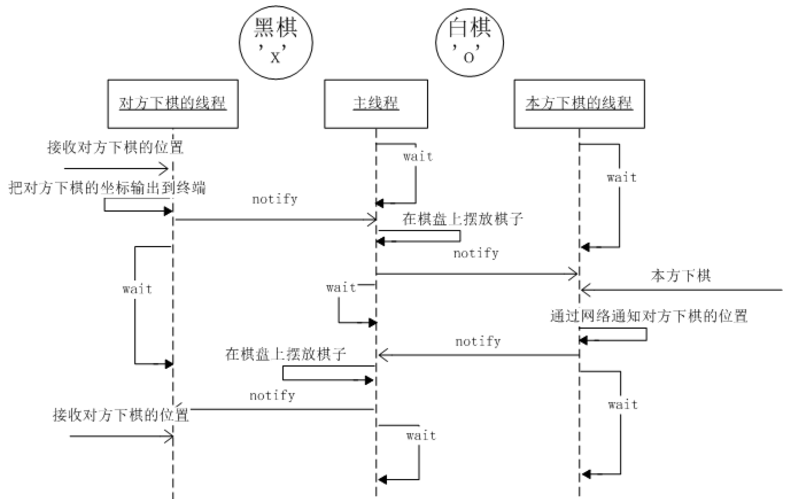 黑棋
'x'
白棋
'o'
对方下棋的线程
主线程
本方下棋的线程
接收对方下棋的位置
wait
wait
把对方下棋的坐标输出到终端
notify
在棋盘上摆放棋子
notify
本方下棋
wait
wait
通过网络通知对方下棋的位置
notify
在棋盘上摆放棋子
notify
wait
接收对方下棋的位置
wait